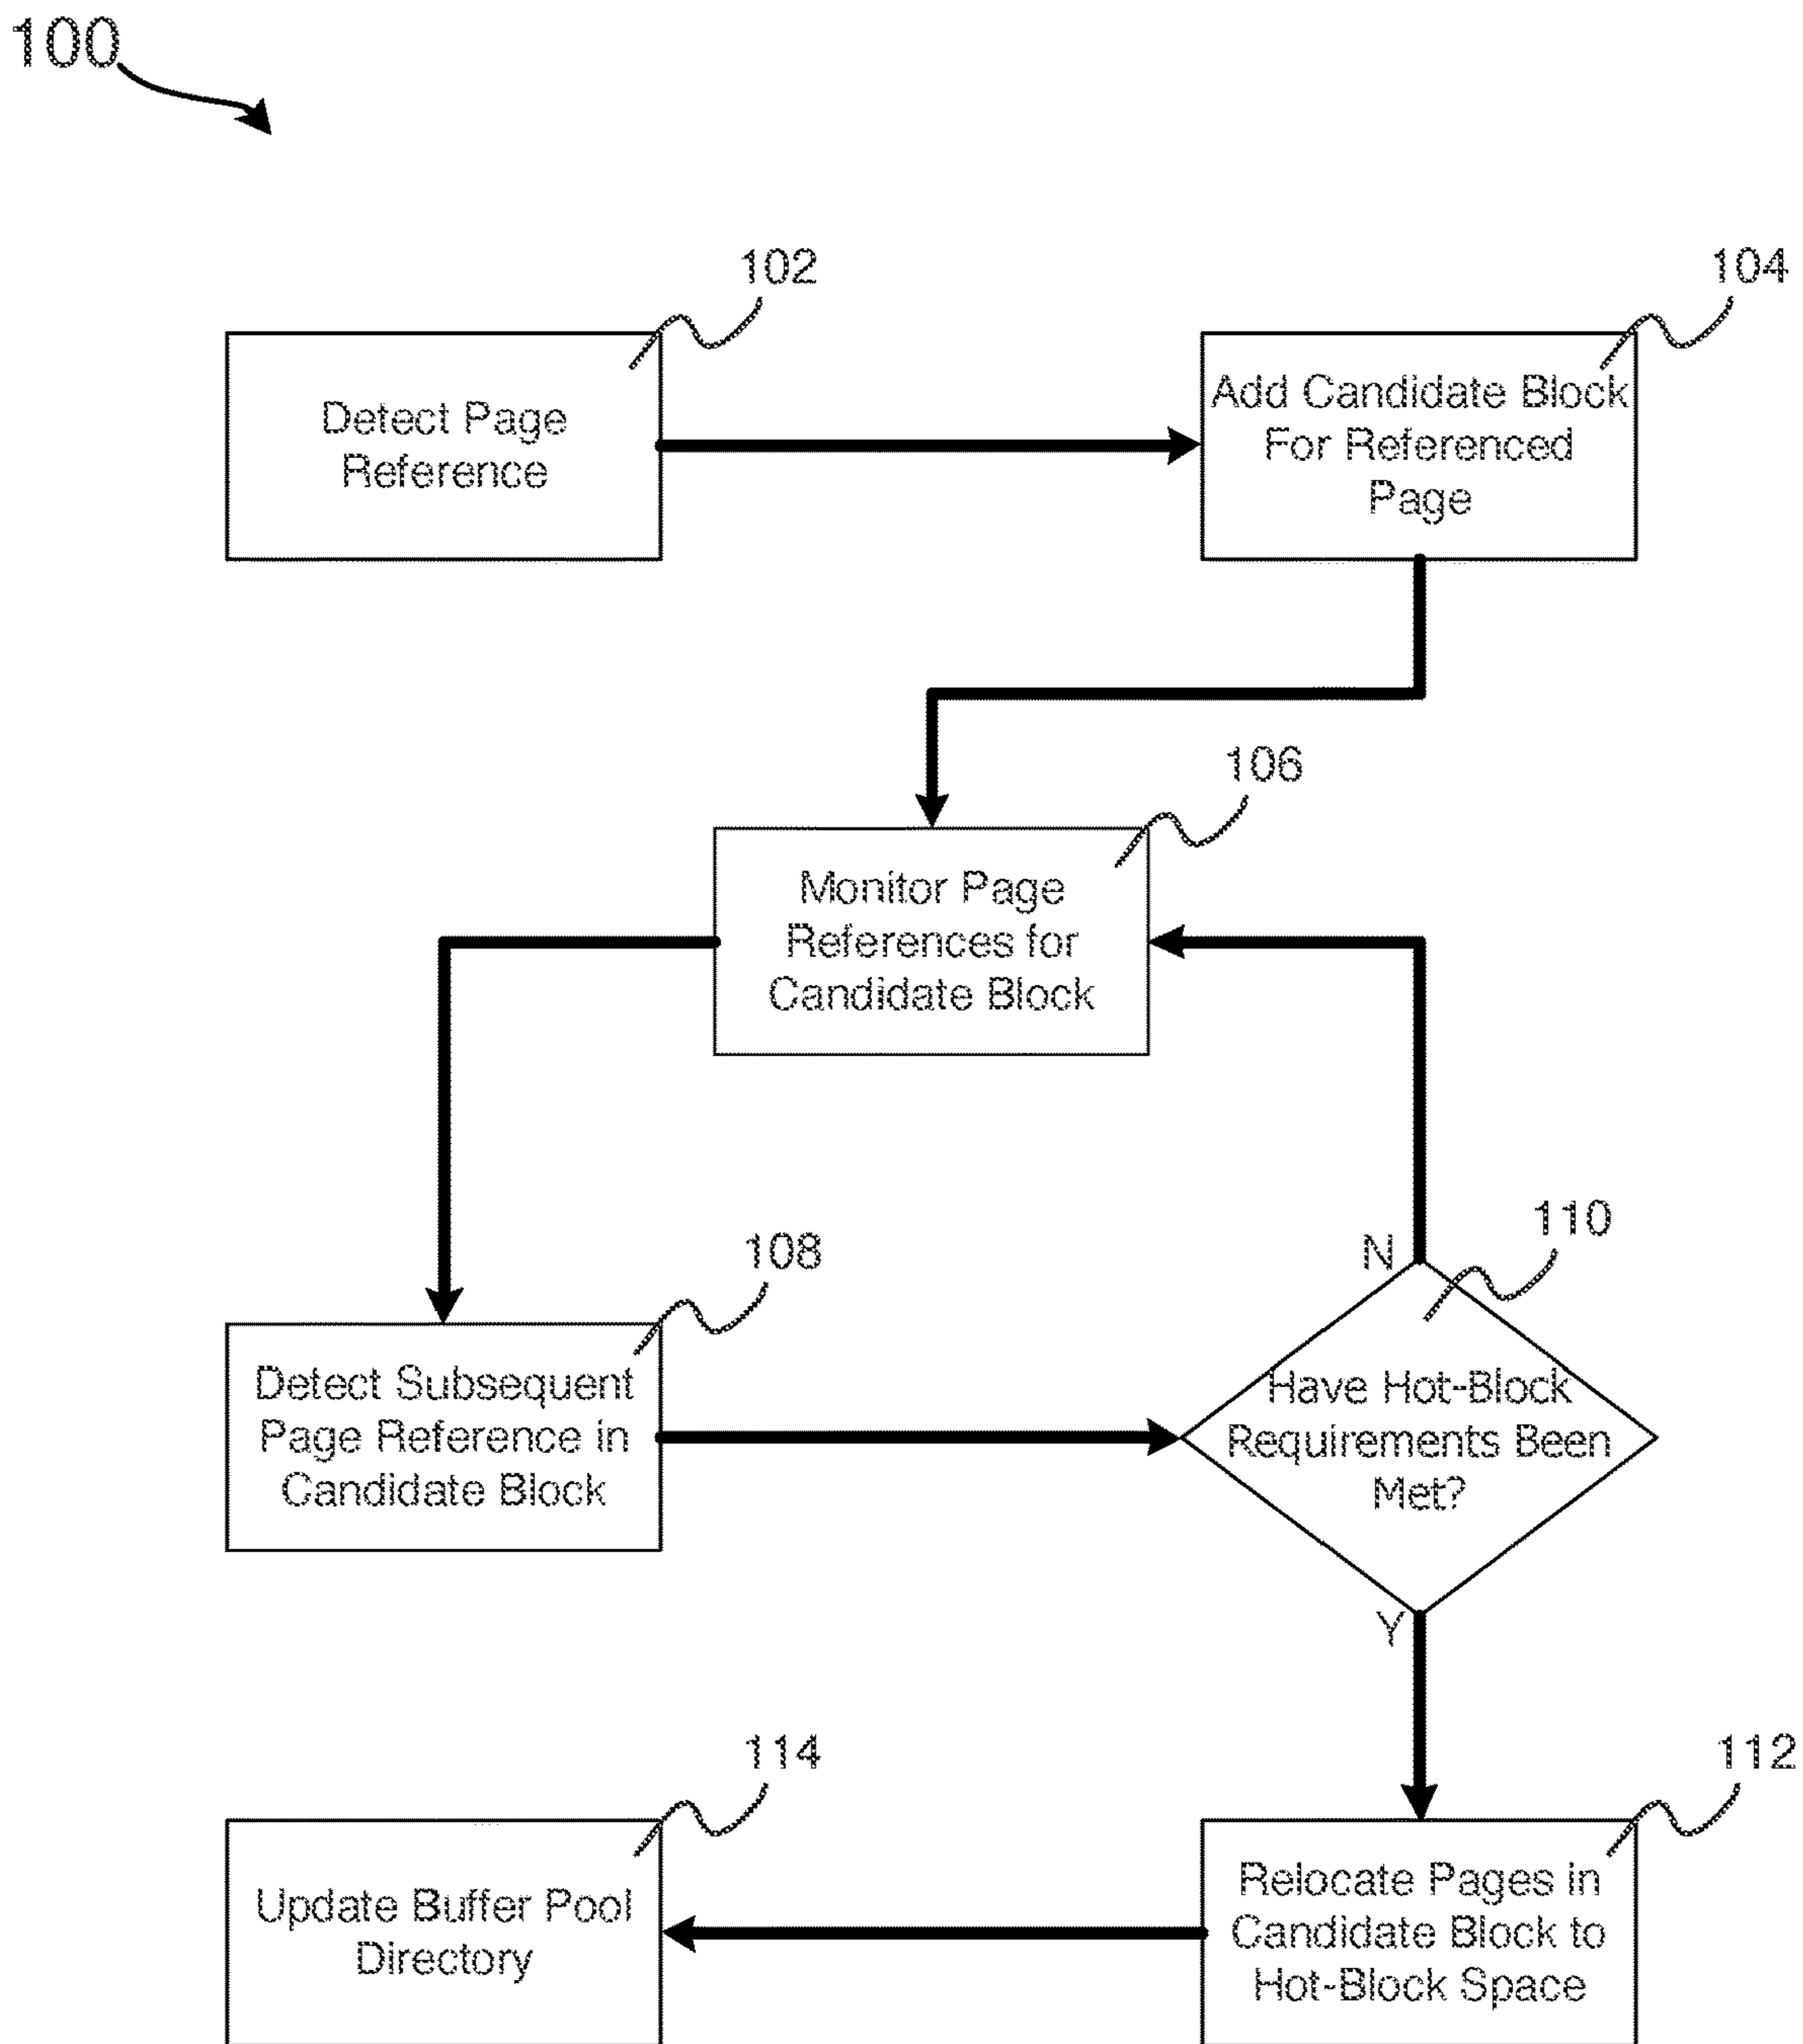 100
102
104
Detect Page
Reference
Add Candidate Block
For Referenced
Page
106
Monitor Page
References for
Candidate Block
108
110
N
Detect Subsequent
Page Reference in
Candidate Block
Have Hot-Block
Requirements Been
Met?
Y
114
112
Update Buffer Pool
Directory
Relocate Pages in
Candidate Block to
Hot-Block Space